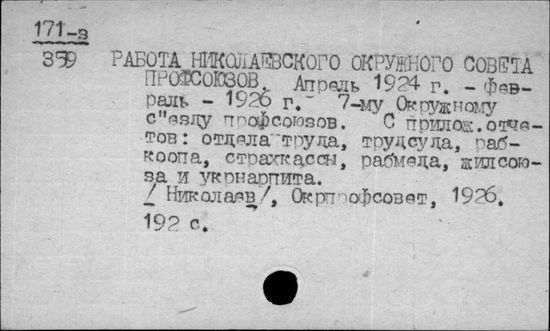 171-з
359
РАБОТА НИКОЛАЕВСКОГО ОКРУЖНОГО СОВЕТА
ПРОФСОЮЗОВ. Апрель 1924 г. - фев-
раль - 1926 г. 7-му Окружному
с"езду профсоюзов. С прилож.отче-
тов: отдела труда, трудсуда, раб-
коопа, страхкассы, рабмеда, жилсою-
за и укрнарпита.
/ Николаев/, Окрпрофсовет, 1926.
192 с.